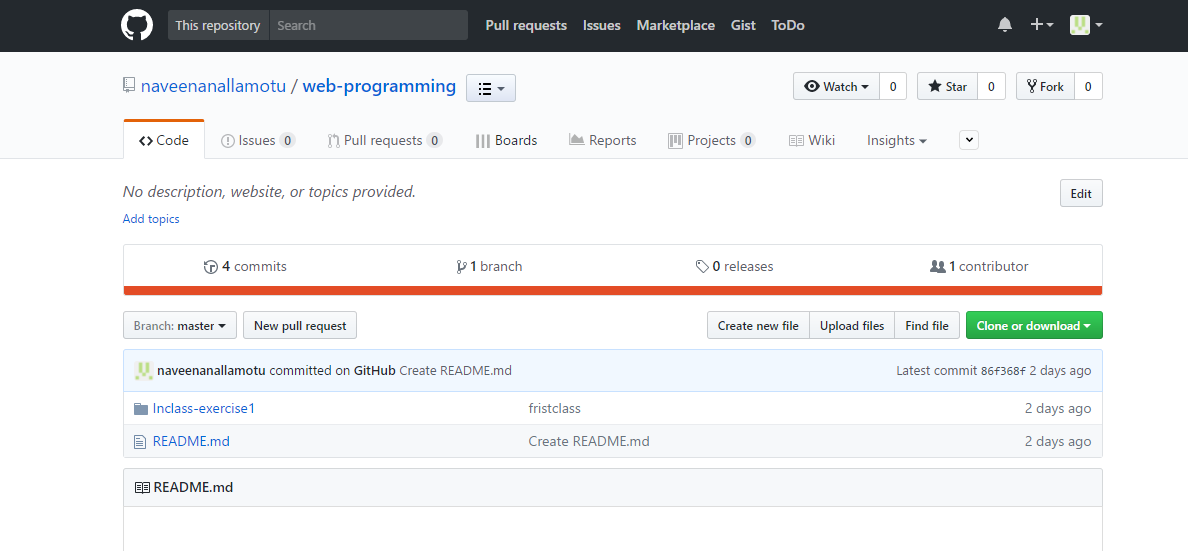 This repository Search Pull requests Issues Marketplace Gist ToDo
naveenanallamotu / web-programming Watch 0 Star 0 Fork 0
Code Issues 0 Pull requests 0 Boards Reports Projects 0 Wiki Insights
No description, website, or topics provided. Edit
Add topics
4 commits 1 branch 0 releases 1 contributor
Branch: master New pull request Create new file Upload files Find file Clone or download
naveenanallamotu committed on GitHub Create README.md Latest commit 86f368f 2 days ago
Inclass-exercise1 fristclass 2 days ago
README.md Create README.md 2 days ago
README.md